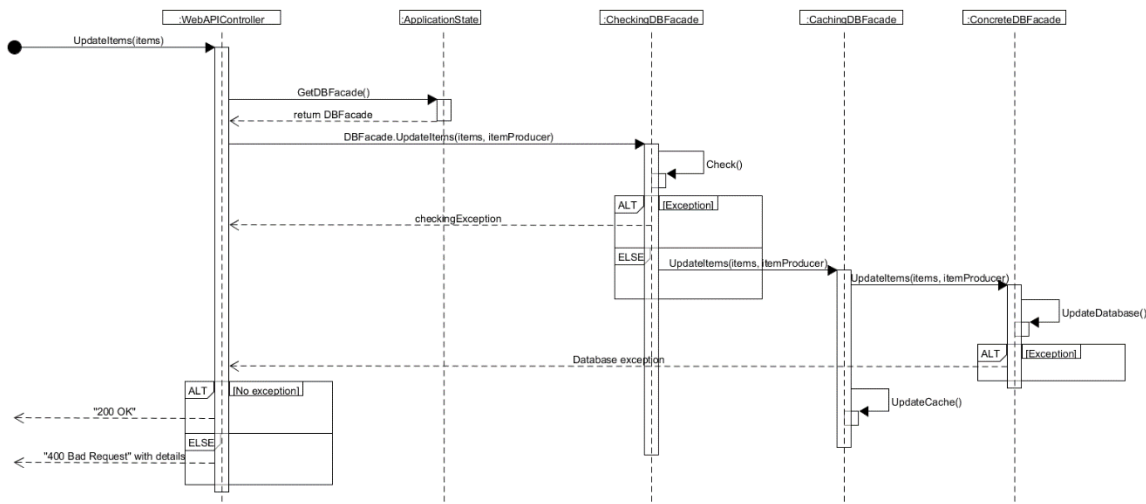 :WebAPIController
:ApplicationState
:CheckingDBFacade
:CachingDBFacade
:ConcreteDBFacade
UpdateItems(items)
GetDBFacade()
return DBFacade
DBFacade.UpdateItems(items, itemProducer)
Check()
ALT
[Exception]
checkingException
ELSE
UpdateItems(items, itemProducer)
UpdateItems(items, itemProducer)
UpdateDatabase()
ALT
[Exception]
Database exception
ALT
[No exception]
UpdateCache()
"200 OK"
ELSE
"400 Bad Request" with details